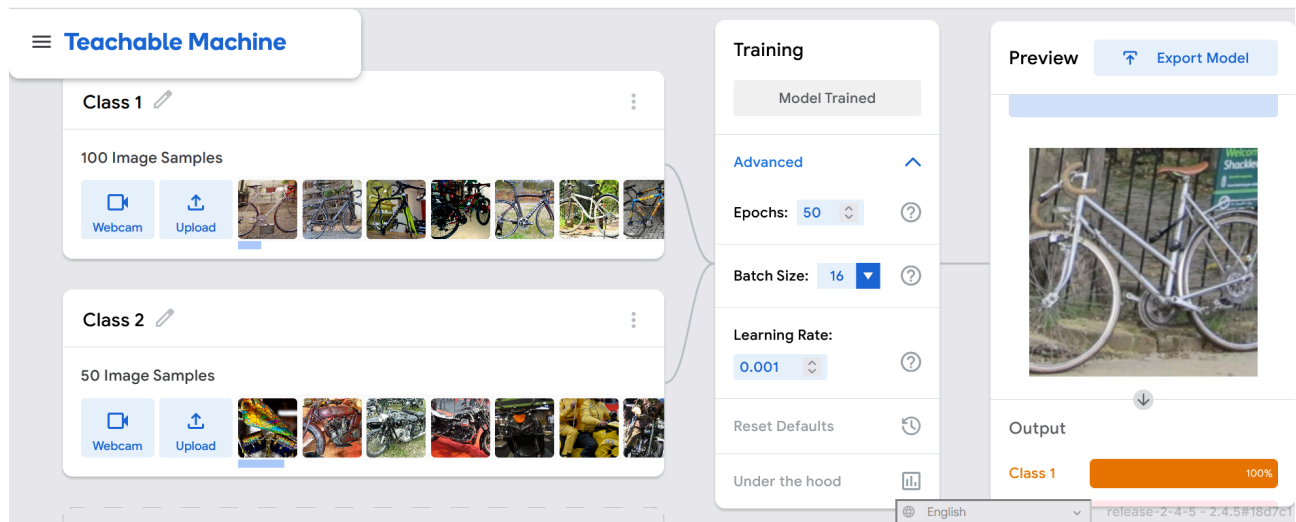 Teachable Machine
Class 1
100 Image Samples
Webcam
Upload
Class 2
50 Image Samples
Webcam
Upload
Training
Model Trained
Advanced
Epochs: 50
Batch Size: 16
Learning Rate:
0.001
Reset Defaults
Under the hood
English
Preview
Export Model
Welcom
Shackle
Output
Class 1
100%
release-2-4-5 - 2.4.5#18d7c1